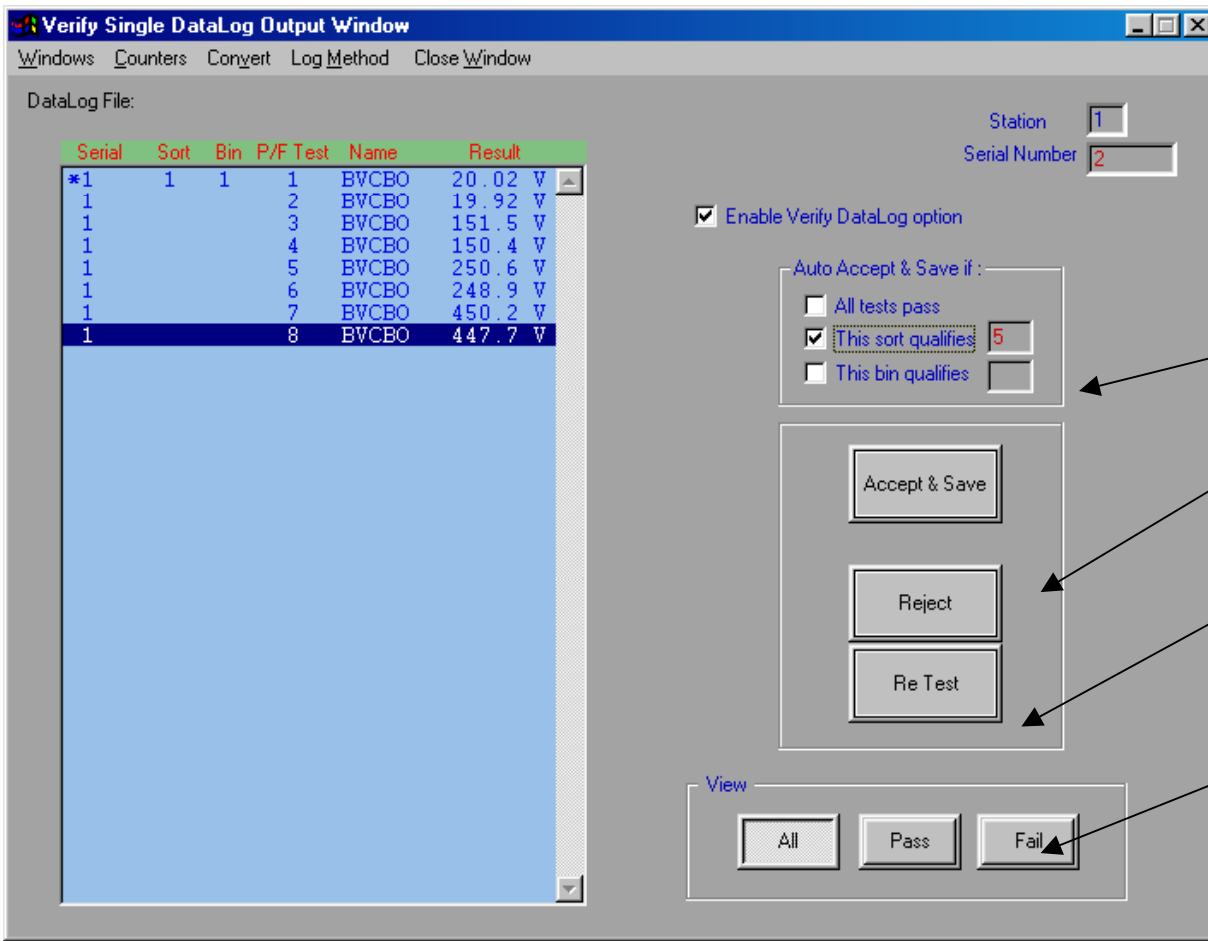 Verify Single DataLog Output Window
Windows Counters Convert Log Method Close Window
DataLog File:
Station 1
Serial Number 2
Serial Sort Bin P/F Test Name Result
*1 1 1 1 BVCBO 20.02 V
1 2 BVCBO 19.92 V
1 3 BVCBO 151.5 V
1 4 BVCBO 150.4 V
1 5 BVCBO 250.6 V
1 6 BVCBO 248.9 V
1 7 BVCBO 450.2 V
1 8 BVCBO 447.7 V
Enable Verify DataLog option
Auto Accept & Save if :
All tests pass
This sort qualifies 5
This bin qualifies
Accept & Save
Reject
Re Test
View
All Pass Fail